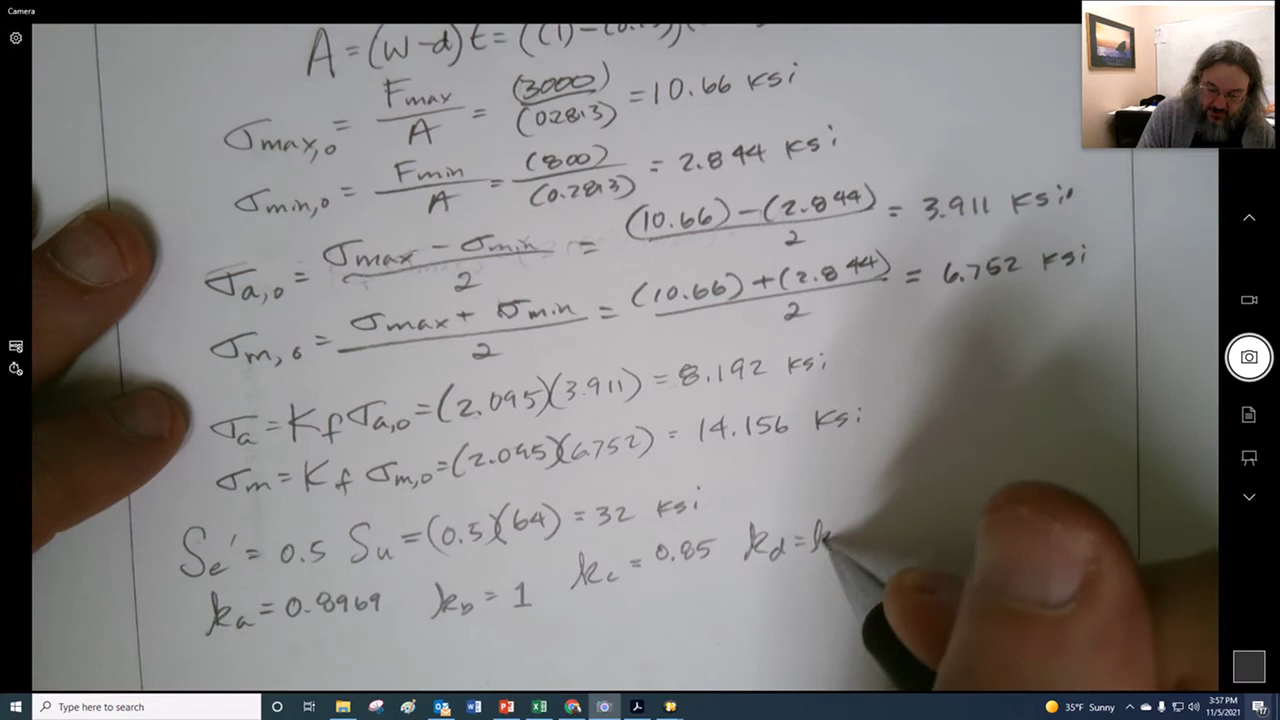 Camera
A = (W-d)t = ((1)-(0.
σmax,o = Fmax/A = (3000)/(0.2813) = 10.66 ksi
σmin,o = Fmin/A = (800)/(0.2813) = 2.844 ksi
σa,o = σmax - σmin/2 = (10.66)-(2.844)/2 = 3.911 ksi
σm,o = σmax + σmin/2 = (10.66)+(2.844)/2 = 6.752 ksi
σa = Kf σa,o = (2.095)(3.911) = 8.192 ksi
σm = Kf σm,o = (2.095)(6.752) = 14.156 ksi
Se' = 0.5 Su = (0.5)(64) = 32 ksi
ka = 0.8969 kb = 1 kc = 0.85 kd = k
Type here to search
35°F Sunny
3:57 PM
11/5/2021
17